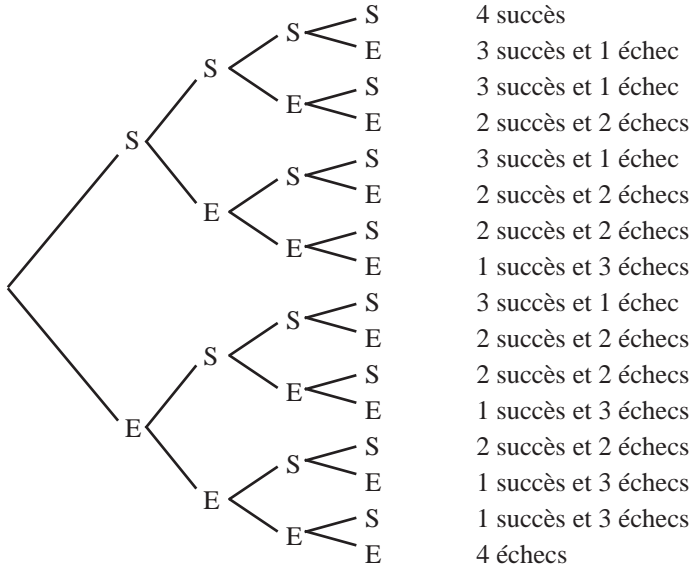 S 4 succès
S
E 3 succès et 1 échec
S
S 3 succès et 1 échec
E
E 2 succès et 2 échecs
S
S 3 succès et 1 échec
S
E 2 succès et 2 échecs
E
S 2 succès et 2 échecs
E
E 1 succès et 3 échecs
S 3 succès et 1 échec
S
E 2 succès et 2 échecs
S
S 2 succès et 2 échecs
E
E 1 succès et 3 échecs
E
S 2 succès et 2 échecs
S
E 1 succès et 3 échecs
E
S 1 succès et 3 échecs
E
E 4 échecs